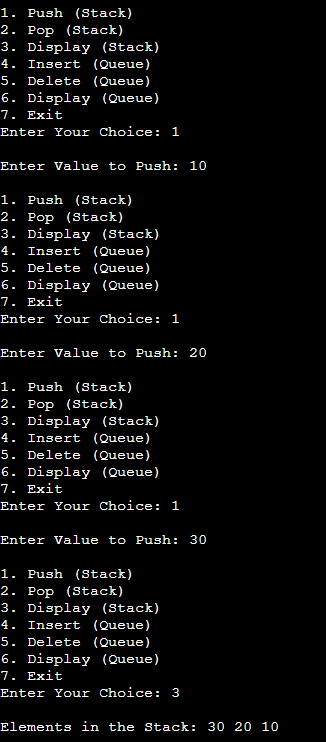 1. Push (Stack)
2. Pop (Stack)
3. Display (Stack)
4. Insert (Queue)
5. Delete (Queue)
6. Display (Queue)
7. Exit
Enter Your Choice: 1
Enter Value to Push: 10
1. Push (Stack)
2. Pop (Stack)
3. Display (Stack)
4. Insert (Queue)
5. Delete (Queue)
6. Display (Queue)
7. Exit
Enter Your Choice: 1
Enter Value to Push: 20
1. Push (Stack)
2. Pop (Stack)
3. Display (Stack)
4. Insert (Queue)
5. Delete (Queue)
6. Display (Queue)
7. Exit
Enter Your Choice: 1
Enter Value to Push: 30
1. Push (Stack)
2. Pop (Stack)
3. Display (Stack)
4. Insert (Queue)
5. Delete (Queue)
6. Display (Queue)
7. Exit
Enter Your Choice: 3
Elements in the Stack: 30 20 10